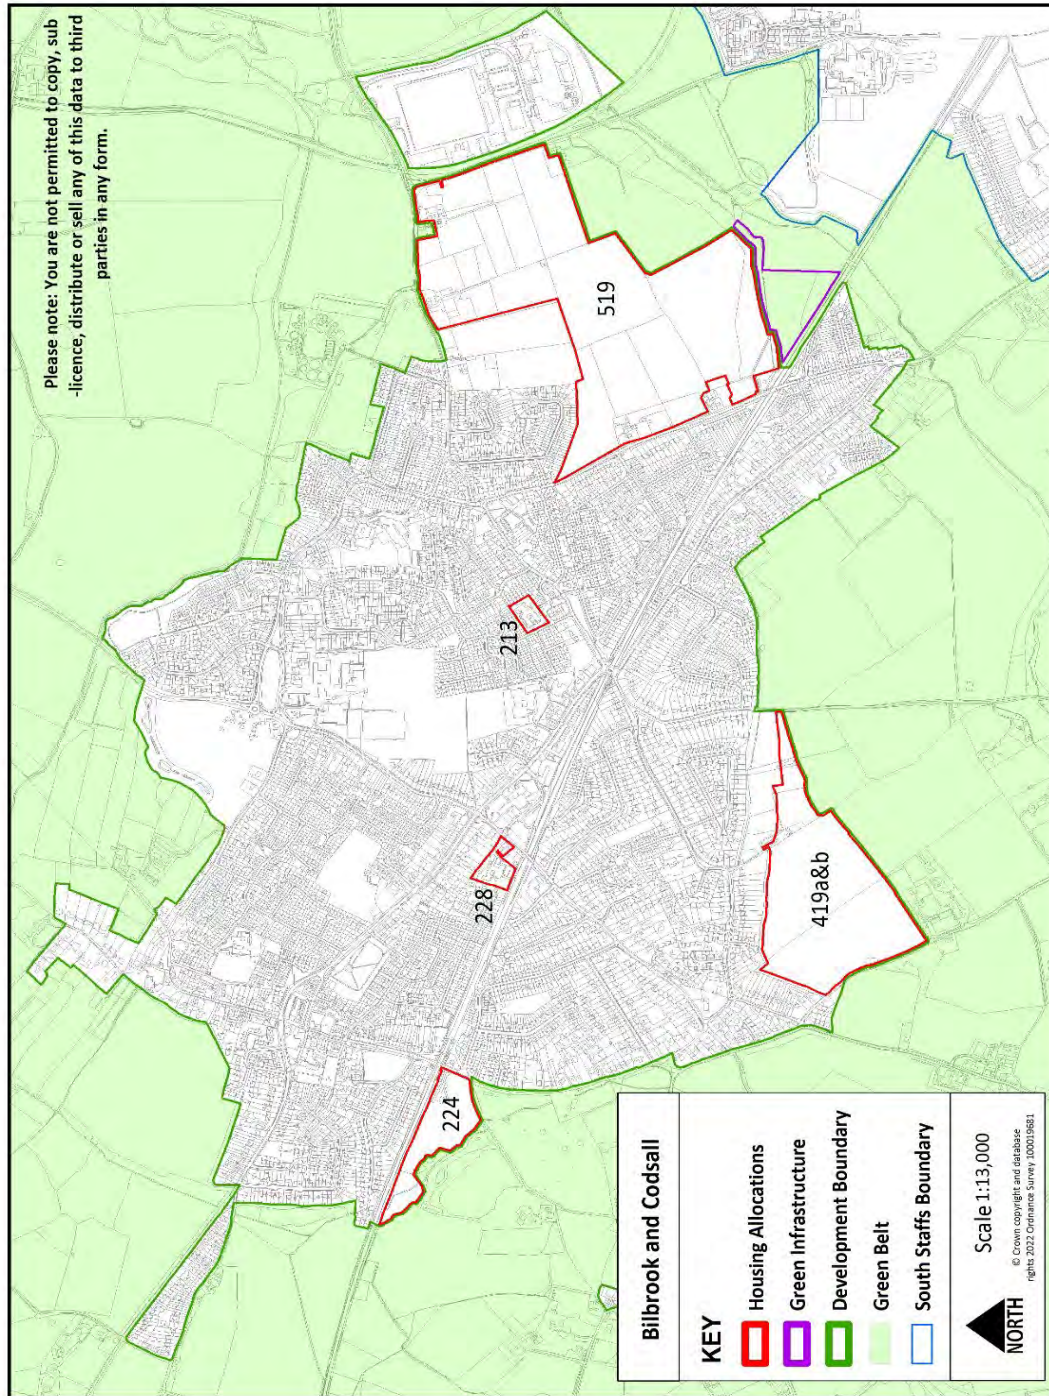 Please note: You are not permitted to copy, sub
-licence, distribute or sell any of this data to third
parties in any form.
519
213
228
224
419a&b
Bilbrook and Codsall
KEY
Housing Allocations
Green Infrastructure
Development Boundary
Green Belt
South Staffs Boundary
NORTH
Scale 1:13,000
© Crown copyright and database
rights 2022 Ordnance Survey 100019681